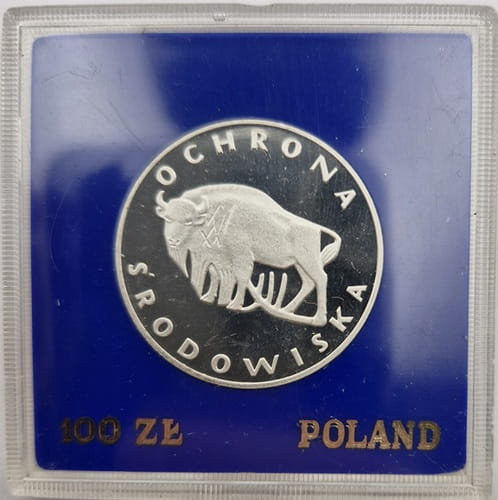 OCHRONA
ŚRODOWISKA
100 ZŁ POLAND